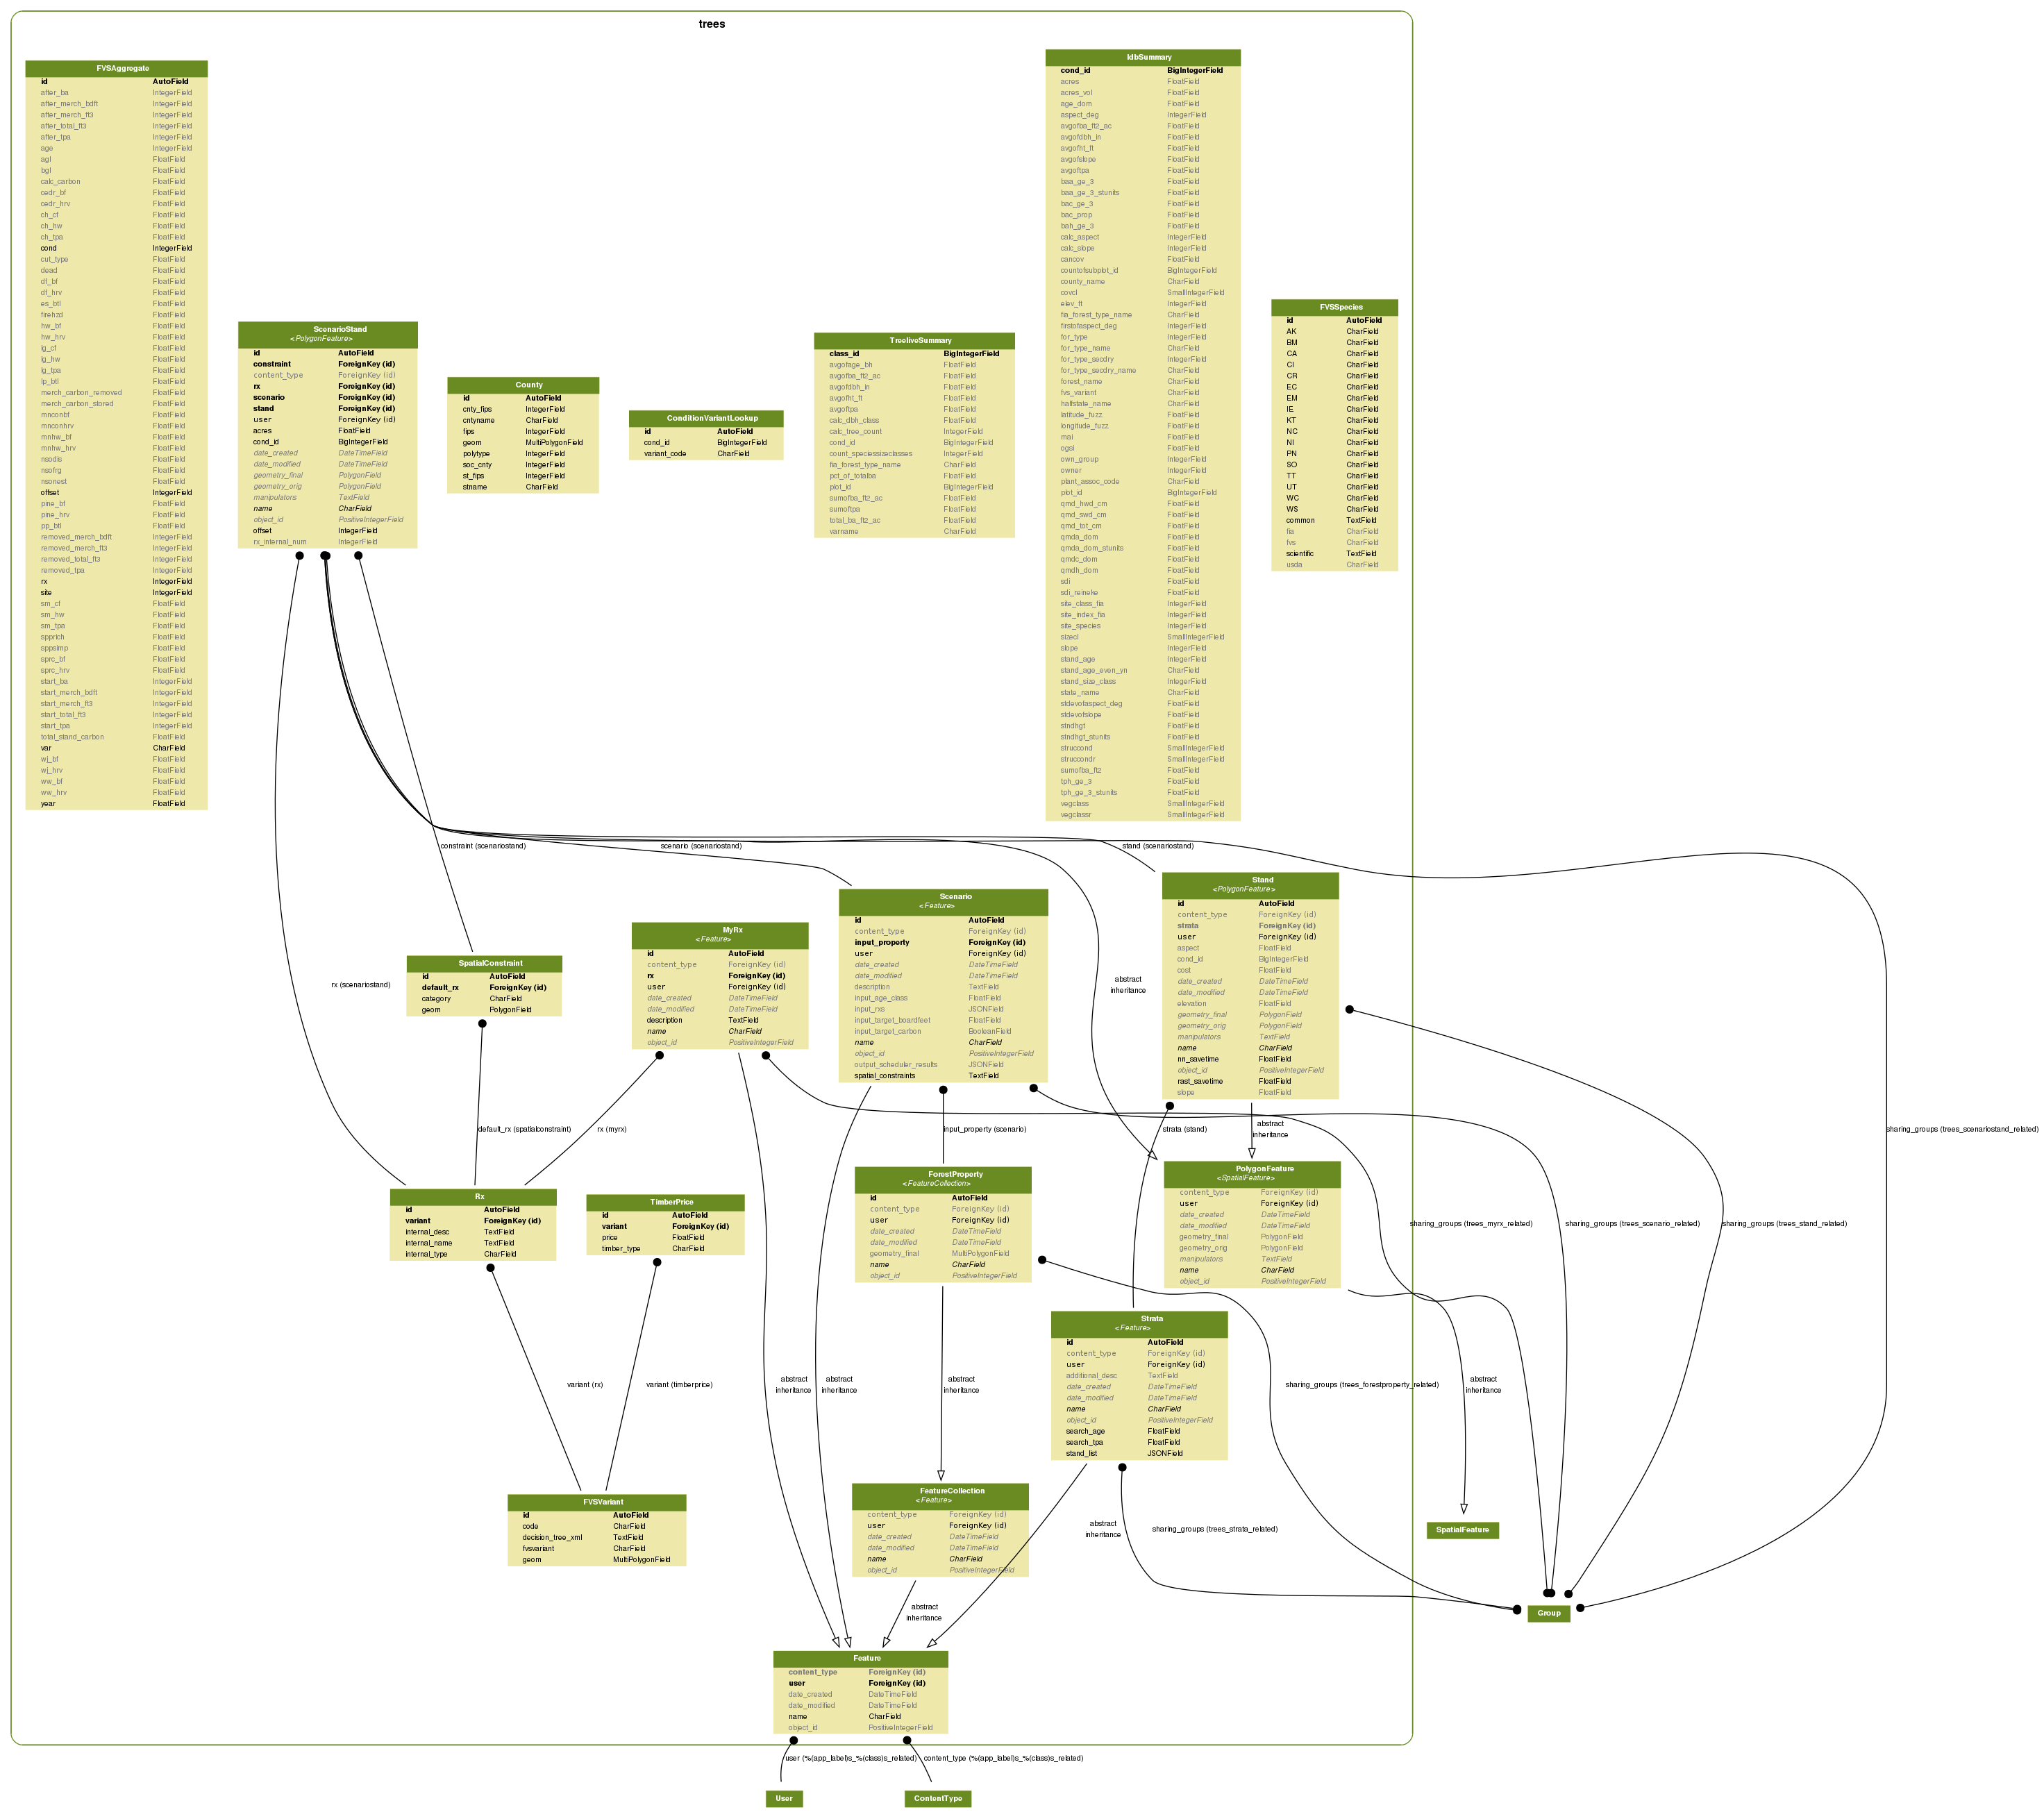 trees
FVSAggregate
id AutoField
after_ba IntegerField
after_merch_bdft IntegerField
after_merch_ft3 IntegerField
after_total_ft3 IntegerField
after_tpa IntegerField
age IntegerField
agl FloatField
bgl FloatField
calc_carbon FloatField
cedr_bf FloatField
cedr_hrv FloatField
ch_cf FloatField
ch_hw FloatField
ch_tpa FloatField
cond IntegerField
cut_type FloatField
dead FloatField
df_bf FloatField
df_hrv FloatField
es_btl FloatField
firehzd FloatField
hw_bf FloatField
hw_hrv FloatField
lg_cf FloatField
lg_hw FloatField
lg_tpa FloatField
lp_btl FloatField
merch_carbon_removed FloatField
merch_carbon_stored FloatField
mnconbf FloatField
mnconhrv FloatField
mnhw_bf FloatField
mnhw_hrv FloatField
nsodis FloatField
nsofrg FloatField
nsonest FloatField
offset IntegerField
pine_bf FloatField
pine_hrv FloatField
pp_btl FloatField
removed_merch_bdft IntegerField
removed_merch_ft3 IntegerField
removed_total_ft3 IntegerField
removed_tpa IntegerField
rx IntegerField
site IntegerField
sm_cf FloatField
sm_hw FloatField
sm_tpa FloatField
spprich FloatField
sppsimp FloatField
sprc_bf FloatField
sprc_hrv FloatField
start_ba IntegerField
start_merch_bdft IntegerField
start_merch_ft3 IntegerField
start_total_ft3 IntegerField
start_tpa IntegerField
total_stand_carbon FloatField
var CharField
wj_bf FloatField
wj_hrv FloatField
ww_bf FloatField
ww_hrv FloatField
year FloatField
ScenarioStand
<PolygonFeature>
id AutoField
constraint ForeignKey (id)
content_type ForeignKey (id)
rx ForeignKey (id)
scenario ForeignKey (id)
stand ForeignKey (id)
user ForeignKey (id)
acres FloatField
cond_id BigIntegerField
date_created DateTimeField
date_modified DateTimeField
geometry_final PolygonField
geometry_orig PolygonField
manipulators TextField
name CharField
object_id PositiveIntegerField
offset IntegerField
rx_internal_num IntegerField
County
id AutoField
cnty_fips IntegerField
cntyname CharField
fips IntegerField
geom MultiPolygonField
polytype IntegerField
soc_cnty IntegerField
st_fips IntegerField
stname CharField
ConditionVariantLookup
id AutoField
cond_id BigIntegerField
variant_code CharField
TreeliveSummary
class_id BigIntegerField
avgofage_bh FloatField
avgofba_ft2_ac FloatField
avgofdbh_in FloatField
avgofht_ft FloatField
avgoftpa FloatField
calc_dbh_class FloatField
calc_tree_count IntegerField
cond_id BigIntegerField
count_speciessizeclasses IntegerField
fia_forest_type_name CharField
pct_of_totalba FloatField
plot_id BigIntegerField
sumofba_ft2_ac FloatField
sumoftpa FloatField
total_ba_ft2_ac FloatField
varname CharField
IdbSummary
cond_id BigIntegerField
acres FloatField
acres_vol FloatField
age_dom FloatField
aspect_deg IntegerField
avgofba_ft2_ac FloatField
avgofdbh_in FloatField
avgofht_ft FloatField
avgofslope FloatField
avgoftpa FloatField
baa_ge_3 FloatField
baa_ge_3_stunits FloatField
bac_ge_3 FloatField
bac_prop FloatField
bah_ge_3 FloatField
calc_aspect IntegerField
calc_slope IntegerField
cancov FloatField
countofsubplot_id BigIntegerField
county_name CharField
covcl SmallIntegerField
elev_ft IntegerField
fia_forest_type_name CharField
firstofaspect_deg IntegerField
for_type IntegerField
for_type_name CharField
for_type_secdry IntegerField
for_type_secdry_name CharField
forest_name CharField
fvs_variant CharField
halfstate_name CharField
latitude_fuzz FloatField
longitude_fuzz FloatField
mai FloatField
ogsi FloatField
own_group IntegerField
owner IntegerField
plant_assoc_code CharField
plot_id BigIntegerField
qmd_hwd_cm FloatField
qmd_swd_cm FloatField
qmd_tot_cm FloatField
qmda_dom FloatField
qmda_dom_stunits FloatField
qmdc_dom FloatField
qmdh_dom FloatField
sdi FloatField
sdi_reineke FloatField
site_class_fia IntegerField
site_index_fia IntegerField
site_species IntegerField
sizecl SmallIntegerField
slope IntegerField
stand_age IntegerField
stand_age_even_yn CharField
stand_size_class IntegerField
state_name CharField
stdevofaspect_deg FloatField
stdevofslope FloatField
stndhgt FloatField
stndhgt_stunits FloatField
struccond SmallIntegerField
struccondr SmallIntegerField
sumofba_ft2 FloatField
tph_ge_3 FloatField
tph_ge_3_stunits FloatField
vegclass SmallIntegerField
vegclassr SmallIntegerField
FVSSpecies
id AutoField
AK CharField
BM CharField
CA CharField
CI CharField
CR CharField
EC CharField
EM CharField
IE CharField
KT CharField
NC CharField
NI CharField
PN CharField
SO CharField
TT CharField
UT CharField
WC CharField
WS CharField
common TextField
fia CharField
fvs CharField
scientific TextField
usda CharField
constraint (scenariostand)
scenario (scenariostand)
stand (scenariostand)
rx (scenariostand)
abstract
inheritance
SpatialConstraint
id AutoField
default_rx ForeignKey (id)
category CharField
geom PolygonField
MyRx
<Feature>
id AutoField
content_type ForeignKey (id)
rx ForeignKey (id)
user ForeignKey (id)
date_created DateTimeField
date_modified DateTimeField
description TextField
name CharField
object_id PositiveIntegerField
Scenario
<Feature>
id AutoField
content_type ForeignKey (id)
input_property ForeignKey (id)
user ForeignKey (id)
date_created DateTimeField
date_modified DateTimeField
description TextField
input_age_class FloatField
input_rxs JSONField
input_target_boardfeet FloatField
input_target_carbon BooleanField
name CharField
object_id PositiveIntegerField
output_scheduler_results JSONField
spatial_constraints TextField
Stand
<PolygonFeature>
id AutoField
content_type ForeignKey (id)
strata ForeignKey (id)
user ForeignKey (id)
aspect FloatField
cond_id BigIntegerField
cost FloatField
date_created DateTimeField
date_modified DateTimeField
elevation FloatField
geometry_final PolygonField
geometry_orig PolygonField
manipulators TextField
name CharField
nn_savetime FloatField
object_id PositiveIntegerField
rast_savetime FloatField
slope FloatField
default_rx (spatialconstraint)
rx (myrx)
input_property (scenario)
strata (stand)
abstract
inheritance
sharing_groups (trees_scenariostand_related)
Rx
id AutoField
variant ForeignKey (id)
internal_desc TextField
internal_name TextField
internal_type CharField
TimberPrice
id AutoField
variant ForeignKey (id)
price FloatField
timber_type CharField
ForestProperty
<FeatureCollection>
id AutoField
content_type ForeignKey (id)
user ForeignKey (id)
date_created DateTimeField
date_modified DateTimeField
geometry_final MultiPolygonField
name CharField
object_id PositiveIntegerField
PolygonFeature
<SpatialFeature>
content_type ForeignKey (id)
user ForeignKey (id)
date_created DateTimeField
date_modified DateTimeField
geometry_final PolygonField
geometry_orig PolygonField
manipulators TextField
name CharField
object_id PositiveIntegerField
sharing_groups (trees_myrx_related)
sharing_groups (trees_scenario_related)
sharing_groups (trees_stand_related)
Strata
<Feature>
id AutoField
content_type ForeignKey (id)
user ForeignKey (id)
additional_desc TextField
date_created DateTimeField
date_modified DateTimeField
name CharField
object_id PositiveIntegerField
search_age FloatField
search_tpa FloatField
stand_list JSONField
variant (rx)
variant (timberprice)
abstract
inheritance
abstract
inheritance
abstract
inheritance
sharing_groups (trees_forestproperty_related)
abstract
inheritance
FVSVariant
id AutoField
code CharField
decision_tree_xml TextField
fvsvariant CharField
geom MultiPolygonField
FeatureCollection
<Feature>
content_type ForeignKey (id)
user ForeignKey (id)
date_created DateTimeField
date_modified DateTimeField
name CharField
object_id PositiveIntegerField
abstract
inheritance
sharing_groups (trees_strata_related)
SpatialFeature
abstract
inheritance
Group
Feature
content_type ForeignKey (id)
user ForeignKey (id)
date_created DateTimeField
date_modified DateTimeField
name CharField
object_id PositiveIntegerField
user (%(app_label)s_%(class)s_related)
content_type (%(app_label)s_%(class)s_related)
User
ContentType